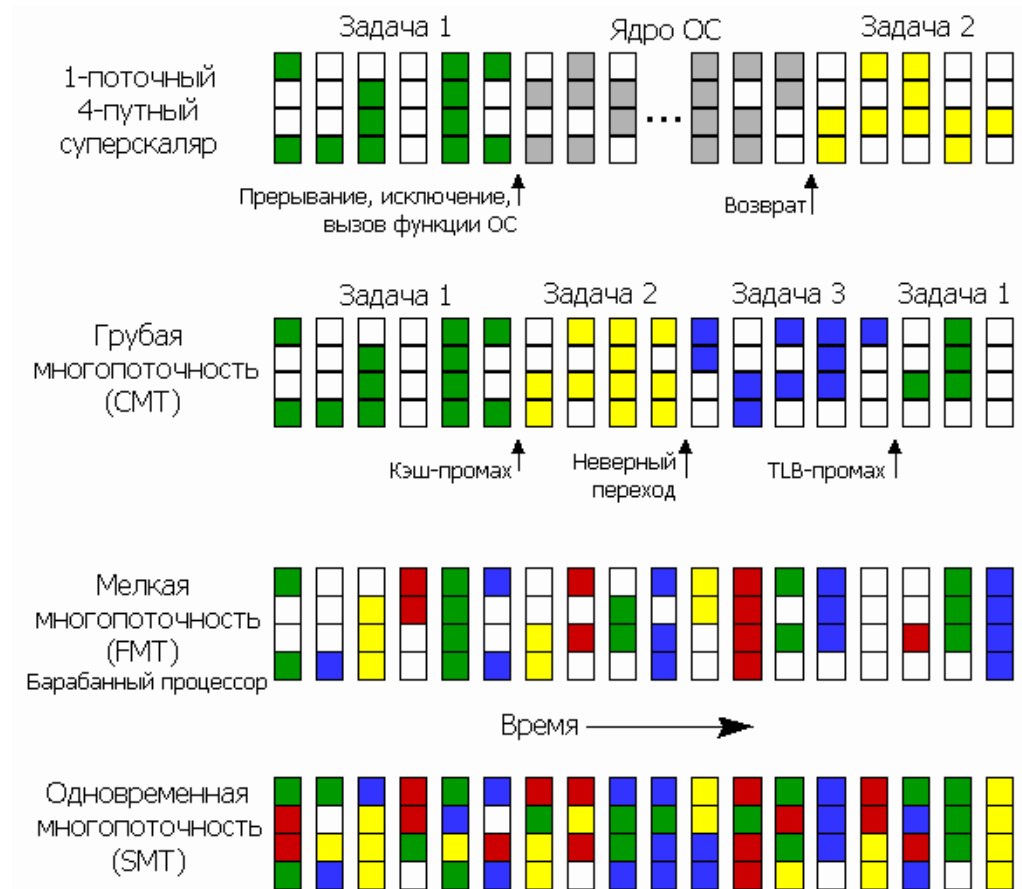 Задача 1
Ядро ОС
Задача 2
1-поточный
4-путный
суперскаляр
...
Прерывание, исключение,
вызов функции ОС
Возврат
Задача 1
Задача 2
Задача 3
Задача 1
Грубая
многопоточность
(CMT)
Кэш-промах
Неверный
переход
TLB-промах
Мелкая
многопоточность
(FMT)
Барабанный процессор
Время
Одновременная
многопоточность
(SMT)